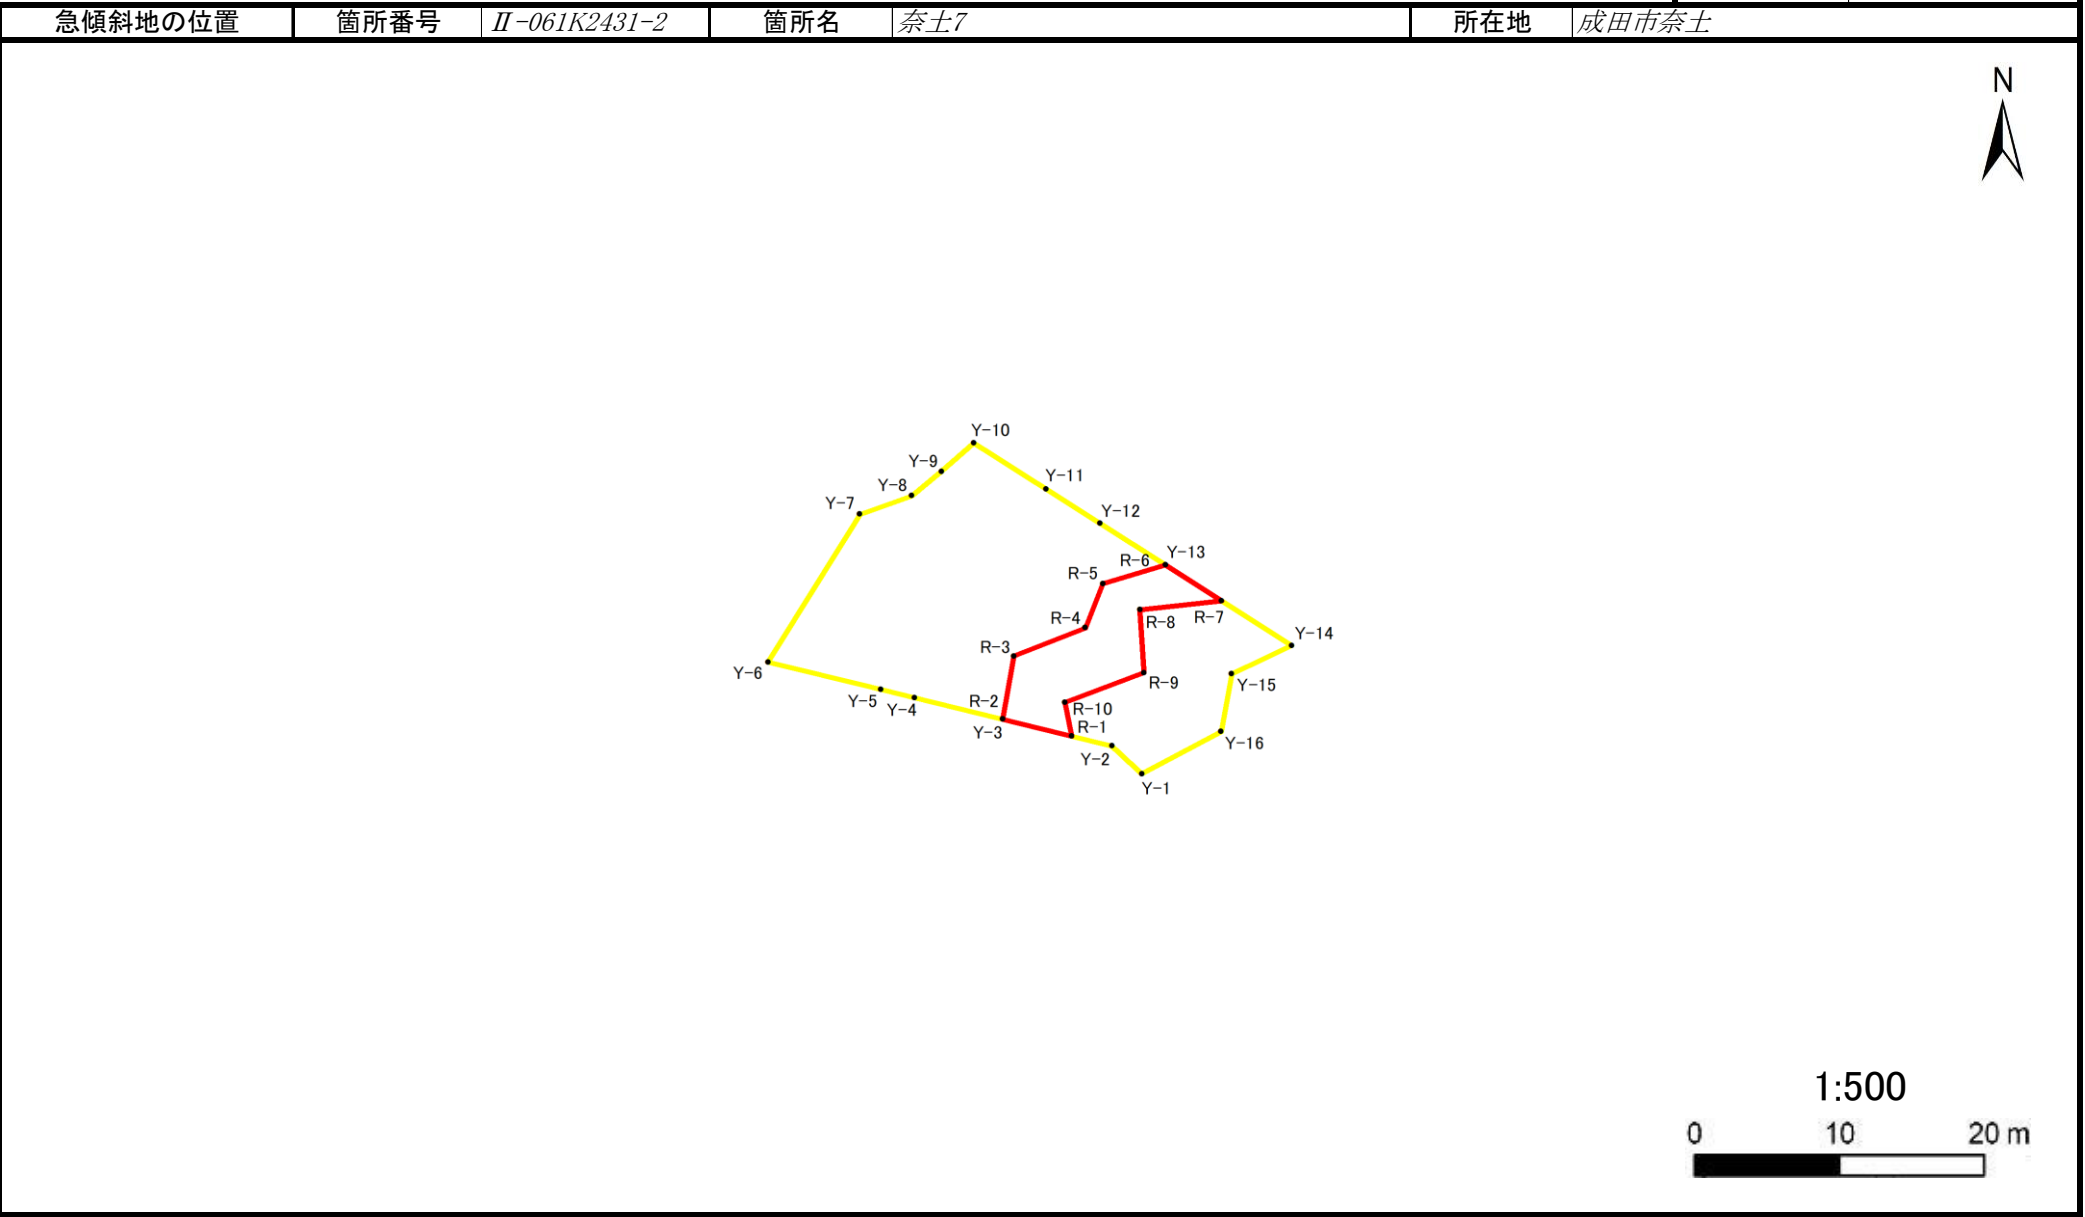 急傾斜地の位置 箇所番号 Ⅱ-061K2431-2 箇所名 奈土7 所在地 成田市奈土
N
Y-10
Y-9
Y-11
Y-8
Y-7
Y-12
Y-13
R-6
R-5
R-7
R-4
R-8
Y-14
R-3
Y-6
R-9
Y-15
Y-5
R-2
Y-4
R-10
R-1
Y-3
Y-16
Y-2
Y-1
1:500
0 10 20 m